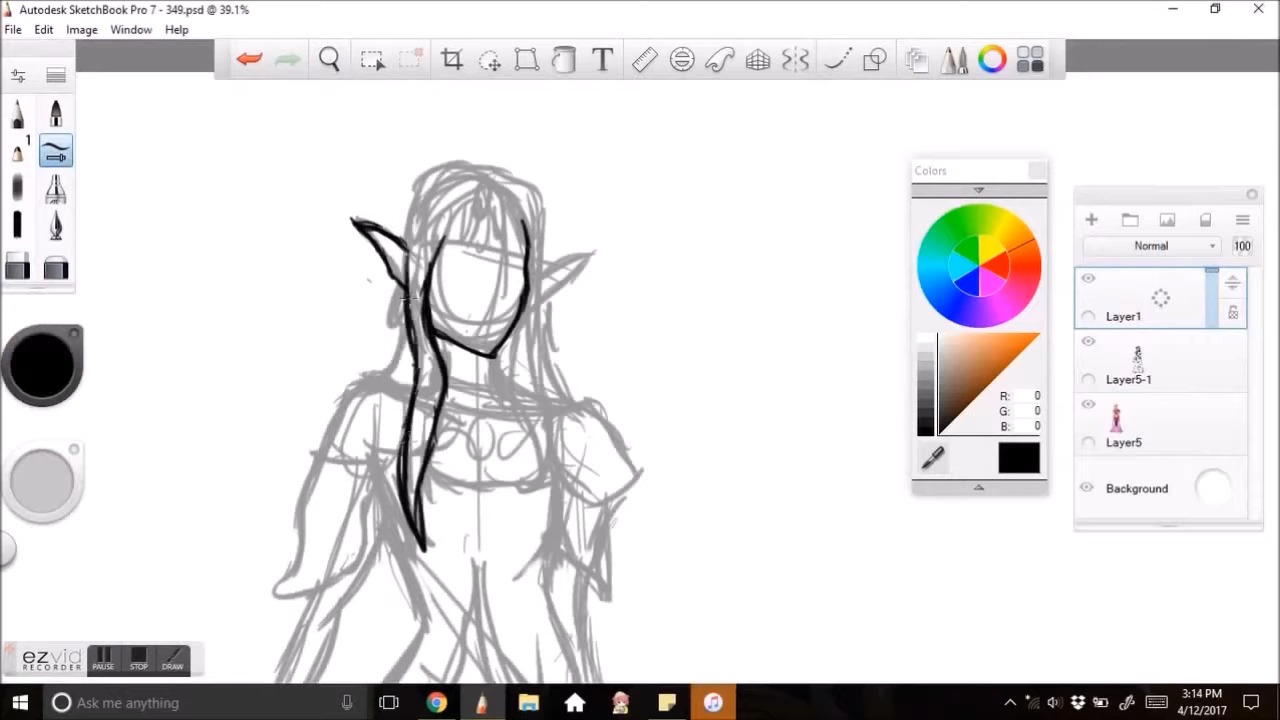 Autodesk SketchBook Pro 7 - 349.psd @ 39.1%
File Edit Image Window Help
T
1
Colors
Normal 100
Layer1
Layer5-1
R: 0
G: 0
B: 0
Layer5
Background
ezvid
RECORDER
PAUSE STOP DRAW
Ask me anything
3:14 PM
4/12/2017